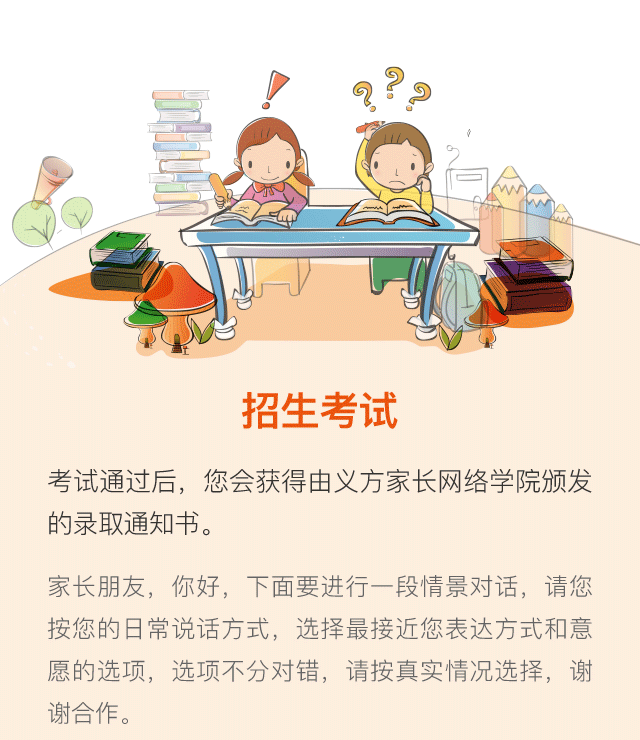 招生考试
考试通过后，您会获得由义方家长网络学院颁发
的录取通知书。
家长朋友，你好，下面要进行一段情景对话，请您
按您的日常说话方式，选择最接近您表达方式和意
愿的选项，选项不分对错，请按真实情况选择，谢
谢合作。